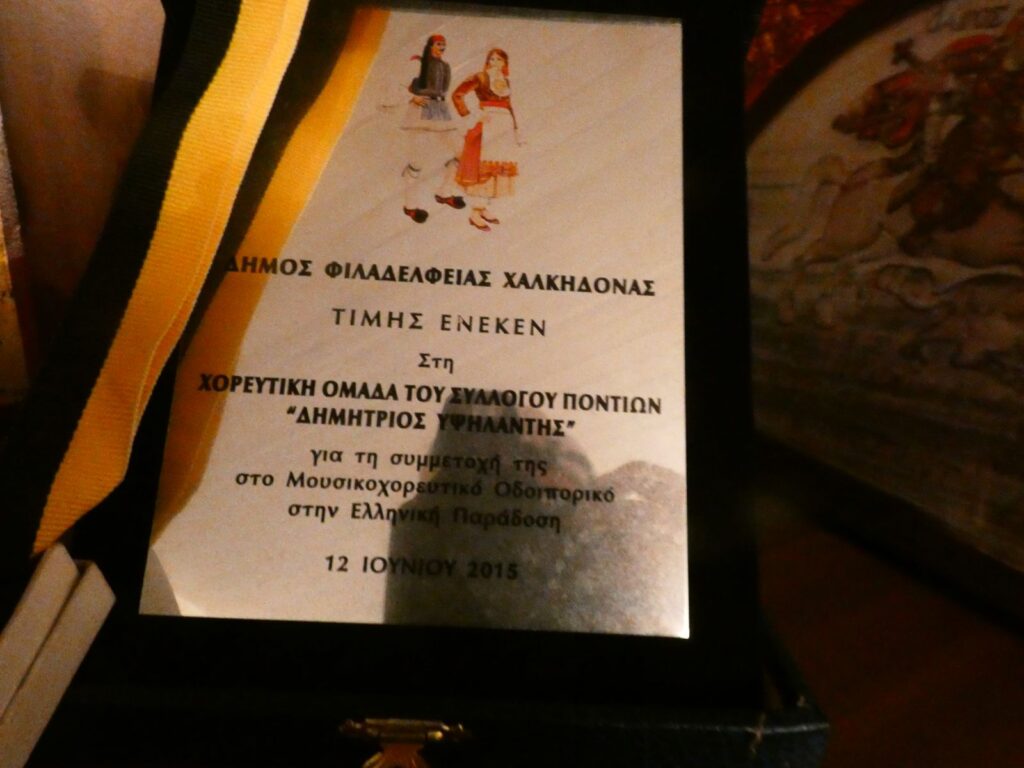 ΔΗΜΟΣ ΦΙΛΑΔΕΛΦΕΙΑΣ ΧΑΛΚΗΔΟΝΑΣ
ΤΙΜΗΣ ΕΝΕΚΕΝ
Στη
ΧΟΡΕΥΤΙΚΗ ΟΜΑΔΑ ΤΟΥ ΣΥΛΛΟΓΟΥ ΠΟΝΤΙΩΝ
"ΔΗΜΗΤΡΙΟΣ ΥΨΗΛΑΝΤΗΣ"
για τη συμμετοχή της
στο Μουσικοχορευτικό Οδοιπορικό
στην Ελληνική Παράδοση
12 ΙΟΥΝΙΟΥ 2015